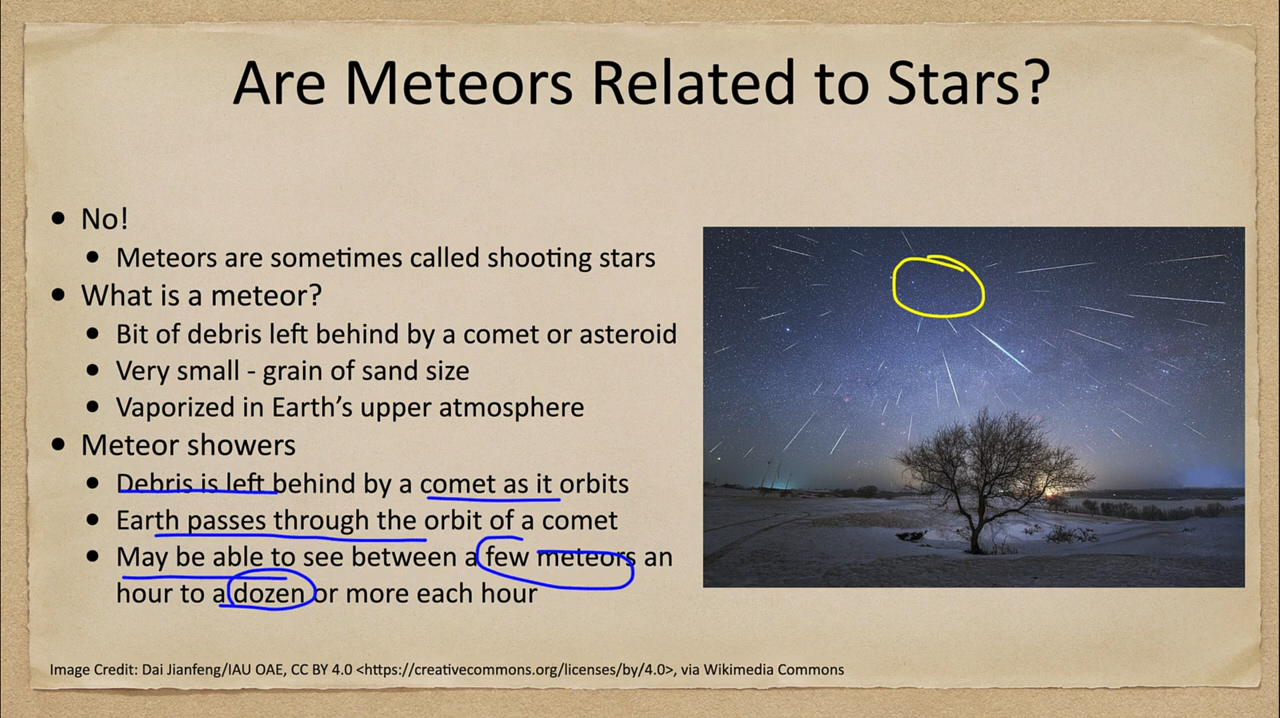 Are Meteors Related to Stars?
• No!
• Meteors are sometimes called shooting stars
• What is a meteor?
• Bit of debris left behind by a comet or asteroid
• Very small - grain of sand size
• Vaporized in Earth’s upper atmosphere
• Meteor showers
• Debris is left behind by a comet as it orbits
• Earth passes through the orbit of a comet
• May be able to see between a few meteors an
hour to a dozen or more each hour
Image Credit: Dai Jianfeng/IAU OAE, CC BY 4.0 <https://creativecommons.org/licenses/by/4.0>, via Wikimedia Commons